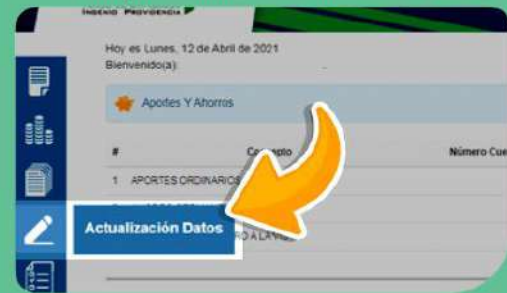 INGENIO PROVIDENCIA
Hoy es Lunes, 12 de Abril de 2021
Bienvenido(a):
Aportes Y Ahorros
# Concepto Número Cue
1 APORTES ORDINARIOS
Actualización Datos